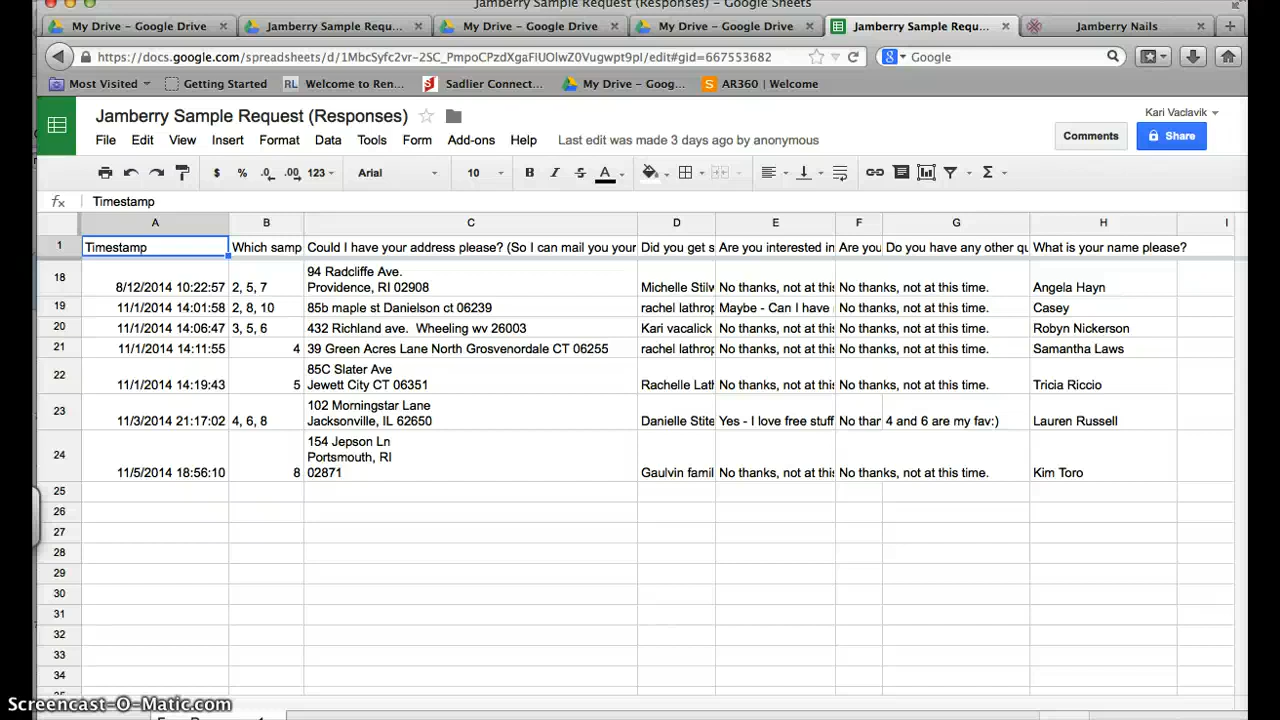 Jamberry Sample Request (Responses) – Google Sheets
My Drive – Google Drive × Jamberry Sample Requ... × My Drive – Google Drive × My Drive – Google Drive × Jamberry Sample Requ... × Jamberry Nails × +
https://docs.google.com/spreadsheets/d/1MbcSyfc2vr-2SC_PmpoCPzdXgaFlUOlwZ0Vugwpt9pI/edit#gid=667553682 Google
Most Visited Getting Started RL Welcome to Ren... Sadlier Connect... My Drive – Goog... S AR360 | Welcome
Jamberry Sample Request (Responses) Kari Vaclavik
File Edit View Insert Format Data Tools Form Add-ons Help Last edit was made 3 days ago by anonymous Comments Share
$ % .0 .00 123 Arial 10 B I S A Σ
fx Timestamp
A B C D E F G H I
1 Timestamp Which samp Could I have your address please? (So I can mail you your Did you get s Are you interested in Are you Do you have any other qu What is your name please?
94 Radcliffe Ave.
18 8/12/2014 10:22:57 2, 5, 7 Providence, RI 02908 Michelle Stilw No thanks, not at this No thanks, not at this time. Angela Hayn
19 11/1/2014 14:01:58 2, 8, 10 85b maple st Danielson ct 06239 rachel lathrop Maybe - Can I have No thanks, not at this time. Casey
20 11/1/2014 14:06:47 3, 5, 6 432 Richland ave. Wheeling wv 26003 Kari vacalick No thanks, not at this No thanks, not at this time. Robyn Nickerson
21 11/1/2014 14:11:55 4 39 Green Acres Lane North Grosvenordale CT 06255 rachel lathrop No thanks, not at this No thanks, not at this time. Samantha Laws
85C Slater Ave
22 11/1/2014 14:19:43 5 Jewett City CT 06351 Rachelle Lath No thanks, not at this No thanks, not at this time. Tricia Riccio
102 Morningstar Lane
23 11/3/2014 21:17:02 4, 6, 8 Jacksonville, IL 62650 Danielle Stite Yes - I love free stuff No than 4 and 6 are my fav:) Lauren Russell
154 Jepson Ln
24 Portsmouth, RI
11/5/2014 18:56:10 8 02871 Gaulvin famil No thanks, not at this No thanks, not at this time. Kim Toro
25
26
27
28
29
30
31
32
33
34
Screencast-O-Matic.com